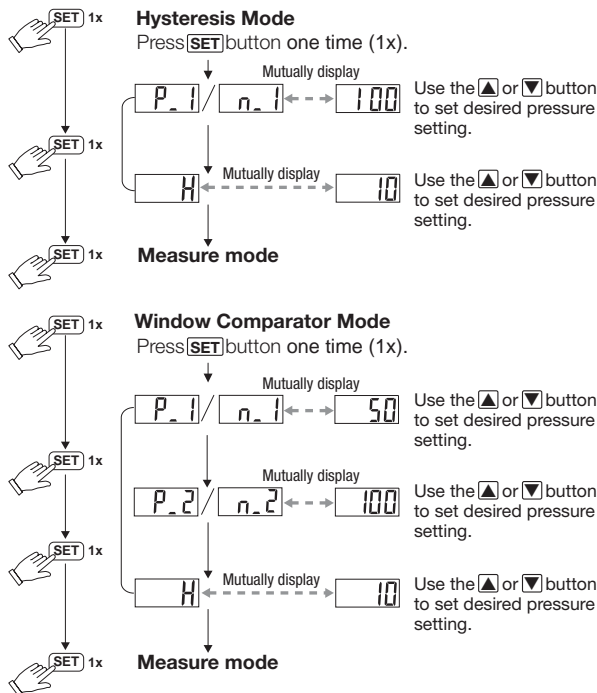 SET 1x
Hysteresis Mode
Press SET button one time (1x).
Mutually display
P_1 / n_1 100
Use the ▲ or ▼ button
to set desired pressure
setting.
SET 1x
Mutually display
H 10
Use the ▲ or ▼ button
to set desired pressure
setting.
SET 1x
Measure mode
SET 1x
Window Comparator Mode
Press SET button one time (1x).
Mutually display
P_1 / n_1 50
Use the ▲ or ▼ button
to set desired pressure
setting.
SET 1x
Mutually display
P_2 / n_2 100
Use the ▲ or ▼ button
to set desired pressure
setting.
SET 1x
Mutually display
H 10
Use the ▲ or ▼ button
to set desired pressure
setting.
SET 1x
Measure mode